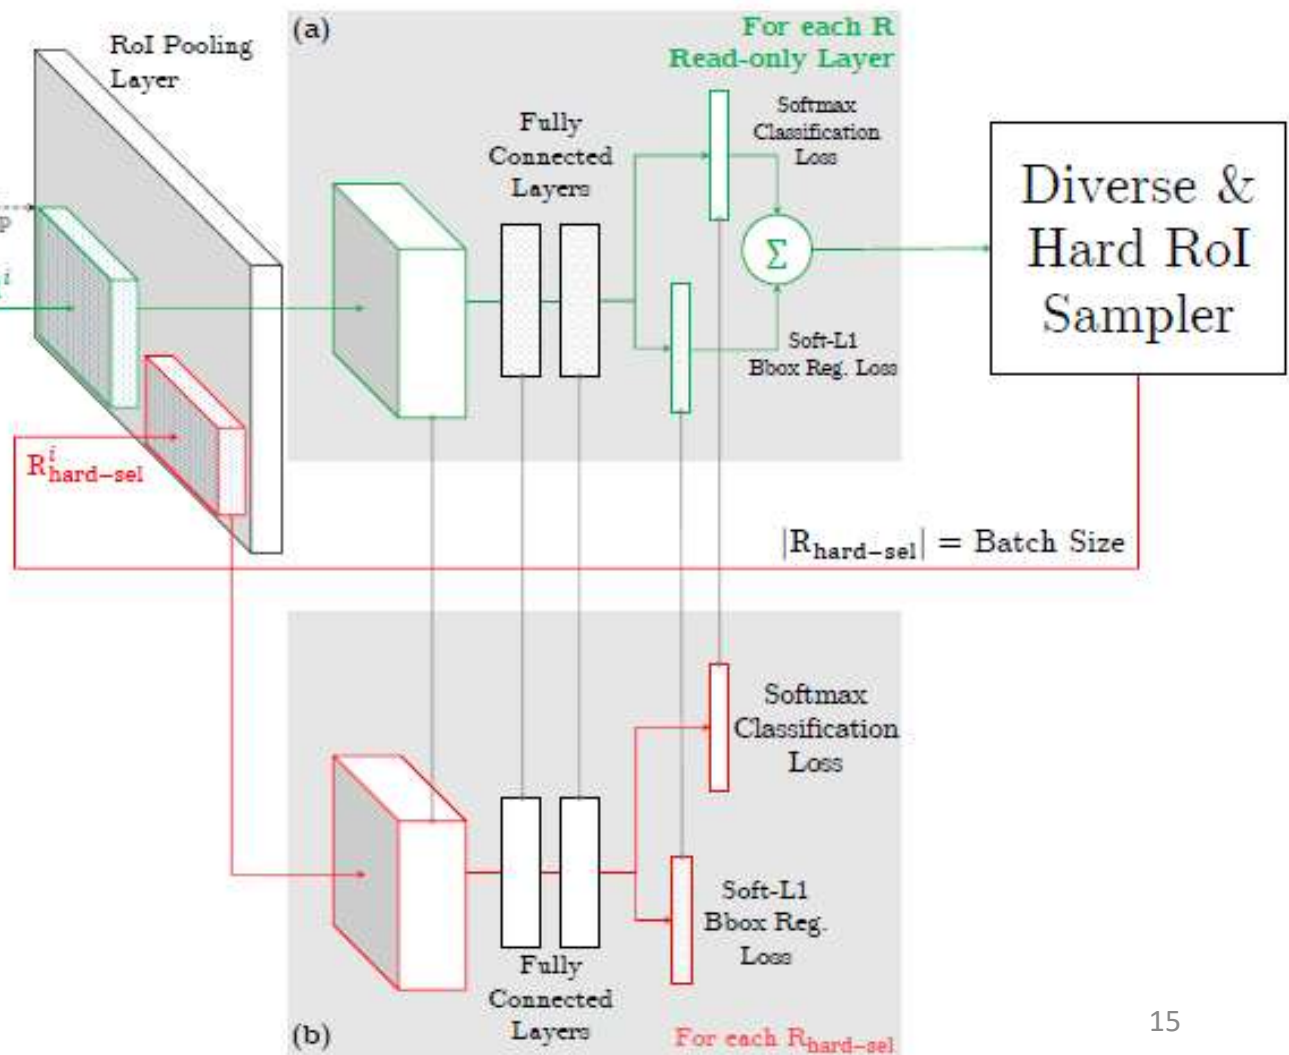 (a)
For each R
Read-only Layer
RoI Pooling
Layer
Fully
Connected
Layers
Softmax
Classification
Loss
Σ
Soft-L1
Bbox Reg. Loss
Diverse &
Hard RoI
Sampler
p
i
R^i_hard-sel
|R_hard-sel| = Batch Size
Softmax
Classification
Loss
Soft-L1
Bbox Reg.
Loss
Fully
Connected
Layers
(b)
For each R_hard-sel
15